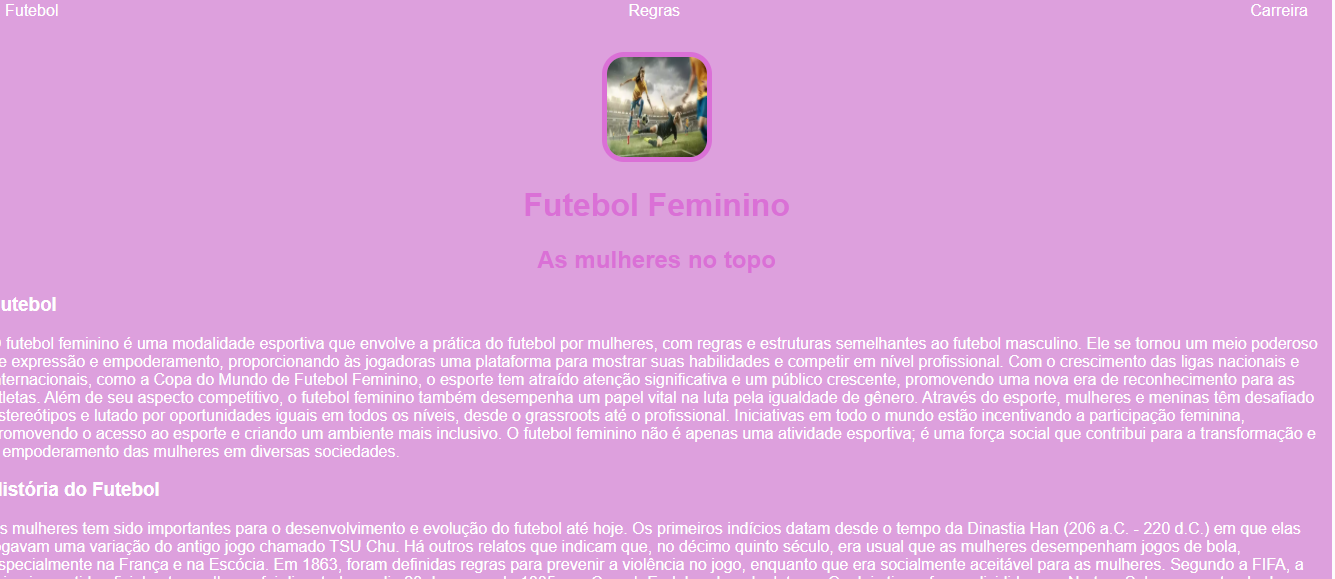 Futebol Regras Carreira
Futebol Feminino
As mulheres no topo
utebol
futebol feminino é uma modalidade esportiva que envolve a prática do futebol por mulheres, com regras e estruturas semelhantes ao futebol masculino. Ele se tornou um meio poderoso
e expressão e empoderamento, proporcionando às jogadoras uma plataforma para mostrar suas habilidades e competir em nível profissional. Com o crescimento das ligas nacionais e
nternacionais, como a Copa do Mundo de Futebol Feminino, o esporte tem atraído atenção significativa e um público crescente, promovendo uma nova era de reconhecimento para as
tletas. Além de seu aspecto competitivo, o futebol feminino também desempenha um papel vital na luta pela igualdade de gênero. Através do esporte, mulheres e meninas têm desafiado
stereótipos e lutado por oportunidades iguais em todos os níveis, desde o grassroots até o profissional. Iniciativas em todo o mundo estão incentivando a participação feminina,
romovendo o acesso ao esporte e criando um ambiente mais inclusivo. O futebol feminino não é apenas uma atividade esportiva; é uma força social que contribui para a transformação e
empoderamento das mulheres em diversas sociedades.
istória do Futebol
s mulheres tem sido importantes para o desenvolvimento e evolução do futebol até hoje. Os primeiros indícios datam desde o tempo da Dinastia Han (206 a.C. - 220 d.C.) em que elas
ogavam uma variação do antigo jogo chamado TSU Chu. Há outros relatos que indicam que, no décimo quinto século, era usual que as mulheres desempenham jogos de bola,
specialmente na França e na Escócia. Em 1863, foram definidas regras para prevenir a violência no jogo, enquanto que era socialmente aceitável para as mulheres. Segundo a FIFA, a